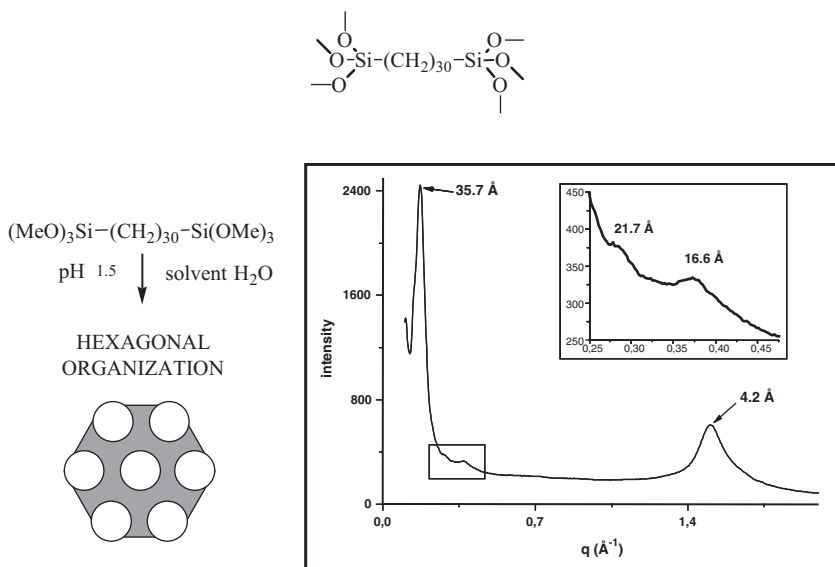 O— O—
O O
O–Si–(CH₂)₃₀–Si–O
—O O
(MeO)₃Si–(CH₂)₃₀–Si(OMe)₃
pH 1.5 solvent H₂O
HEXAGONAL
ORGANIZATION
intensity
2400
1600
800
0
0,0
0,7
1,4
q (Å⁻¹)
35.7 Å
4.2 Å
450
400
350
300
250
0,25
0,30
0,35
0,40
0,45
21.7 Å
16.6 Å